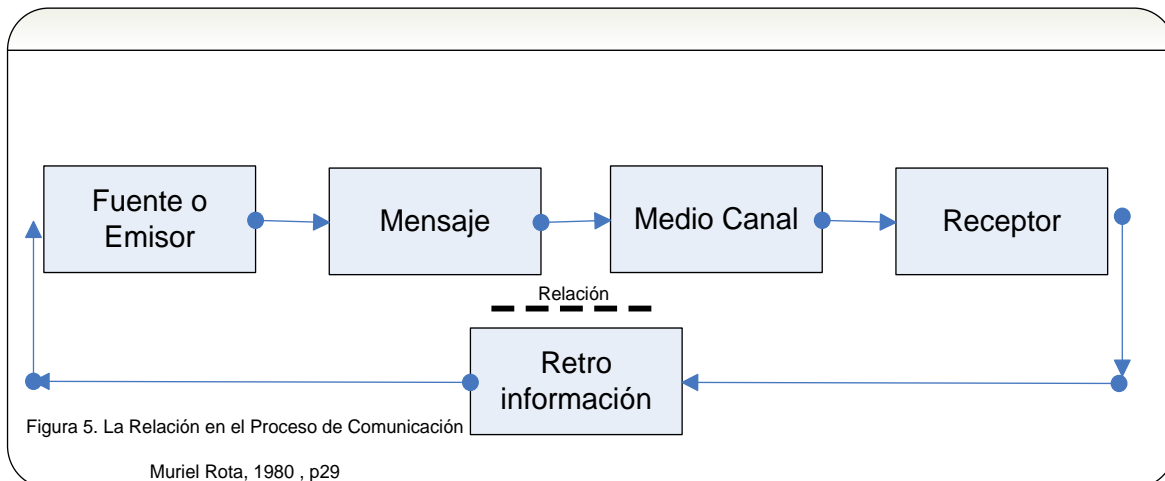 Fuente o
Emisor
Mensaje
Medio Canal
Receptor
Relación
Retro
información
Figura 5. La Relación en el Proceso de Comunicación
Muriel Rota, 1980 , p29